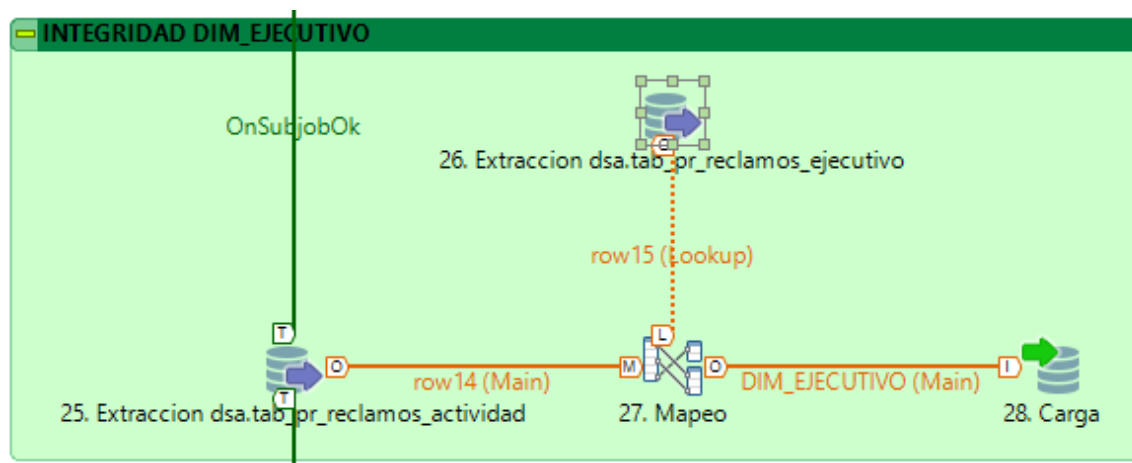 INTEGRIDAD DIM_EJECUTIVO
OnSubjobOk
O
26. Extraccion dsa.tab_pr_reclamos_ejecutivo
row15 (Lookup)
T
L
O
M
O
I
row14 (Main)
DIM_EJECUTIVO (Main)
T
25. Extraccion dsa.tab_pr_reclamos_actividad
27. Mapeo
28. Carga